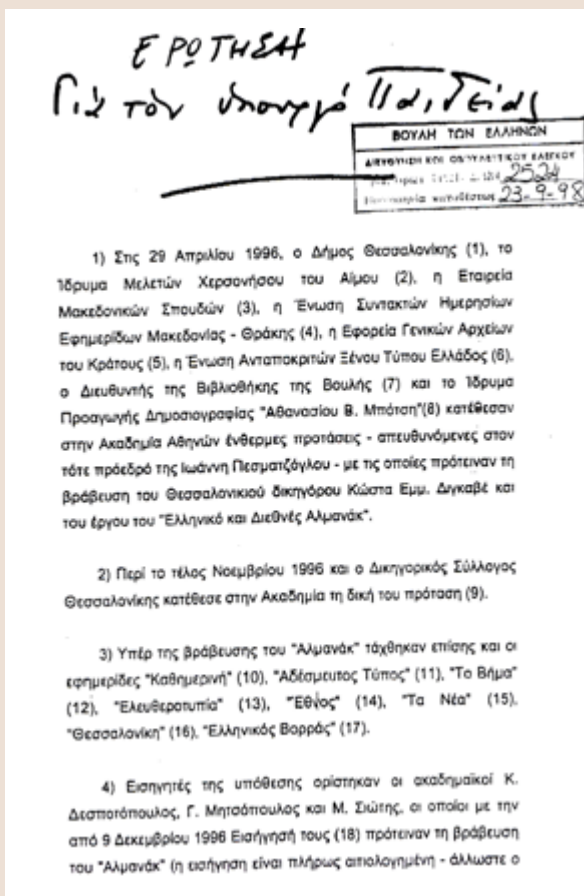 ΕΡΩΤΗΣΗ
Για τὸν ὑπουργό Παιδείας
ΒΟΥΛΗ ΤΩΝ ΕΛΛΗΝΩΝ
ΔΙΕΥΘΥΝΣΗ ΚΟΙΝΟΒΟΥΛΕΥΤΙΚΟΥ ΕΛΕΓΧΟΥ
2524
καταθέσεως 23-9-98
1) Στις 29 Απριλίου 1996, ο Δήμος Θεσσαλονίκης (1), το
Ίδρυμα Μελετών Χερσονήσου του Αίμου (2), η Εταιρεία
Μακεδονικών Σπουδών (3), η Ένωση Συντακτών Ημερησίων
Εφημερίδων Μακεδονίας - Θράκης (4), η Εφορεία Γενικών Αρχείων
του Κράτους (5), η Ένωση Ανταποκριτών Ξένου Τύπου Ελλάδος (6),
ο Διευθυντής της Βιβλιοθήκης της Βουλής (7) και το Ίδρυμα
Προαγωγής Δημοσιογραφίας "Αθανασίου Β. Μπότση"(8) κατέθεσαν
στην Ακαδημία Αθηνών ένθερμες προτάσεις - απευθυνόμενες στον
τότε πρόεδρό της Ιωάννη Πεσματζόγλου - με τις οποίες πρότειναν τη
βράβευση του Θεσσαλονικιού δικηγόρου Κώστα Εμμ. Διγκαβέ και
του έργου του "Ελληνικό και Διεθνές Αλμανάκ".
2) Περί το τέλος Νοεμβρίου 1996 και ο Δικηγορικός Σύλλογος
Θεσσαλονίκης κατέθεσε στην Ακαδημία τη δική του πρόταση (9).
3) Υπέρ της βράβευσης του "Αλμανάκ" τάχθηκαν επίσης και οι
εφημερίδες "Καθημερινή" (10), "Αδέσμευτος Τύπος" (11), "Το Βήμα"
(12), "Ελευθεροτυπία" (13), "Έθνος" (14), "Τα Νέα" (15),
"Θεσσαλονίκη" (16), "Ελληνικός Βορράς" (17).
4) Εισηγητές της υπόθεσης ορίστηκαν οι ακαδημαϊκοί Κ.
Δεσποτόπουλος, Γ. Μητσόπουλος και Μ. Σιώτης, οι οποίοι με την
από 9 Δεκεμβρίου 1996 Εισήγησή τους (18) πρότειναν τη βράβευση
του "Αλμανάκ" (η εισήγηση είναι πλήρως αιτιολογημένη - άλλωστε ο